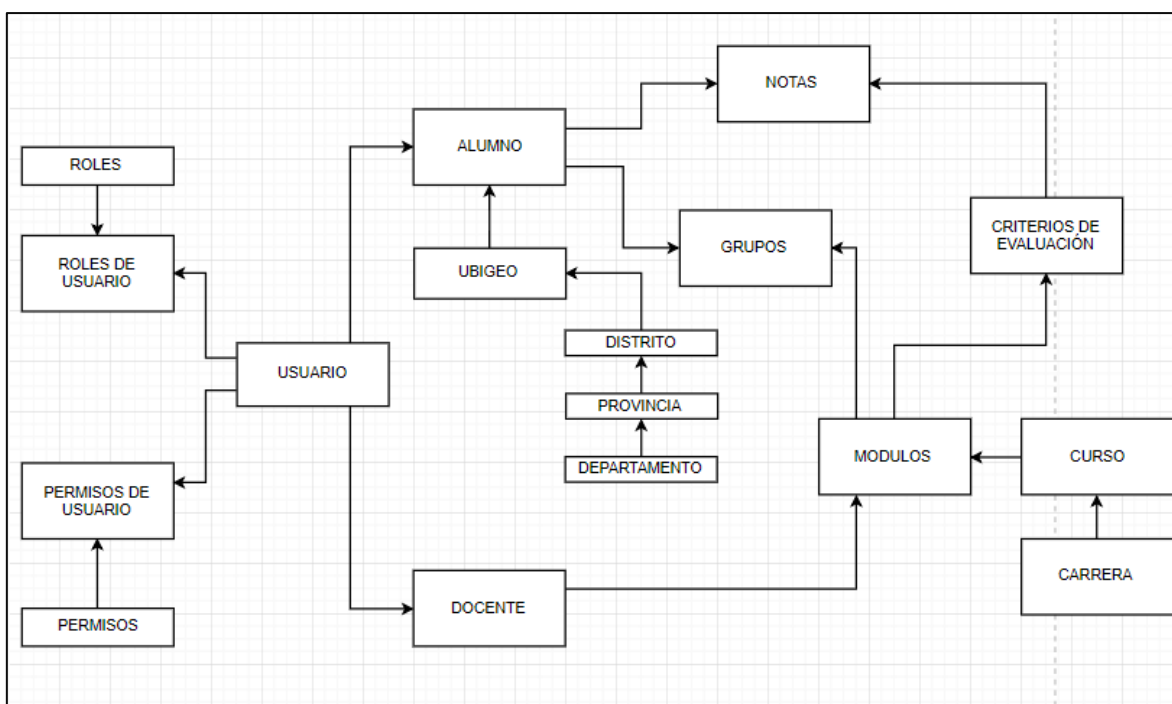 NOTAS
ALUMNO
ROLES
ROLES DE
USUARIO
GRUPOS
CRITERIOS DE
EVALUACIÓN
UBIGEO
DISTRITO
USUARIO
PROVINCIA
DEPARTAMENTO
MODULOS
CURSO
PERMISOS DE
USUARIO
CARRERA
DOCENTE
PERMISOS